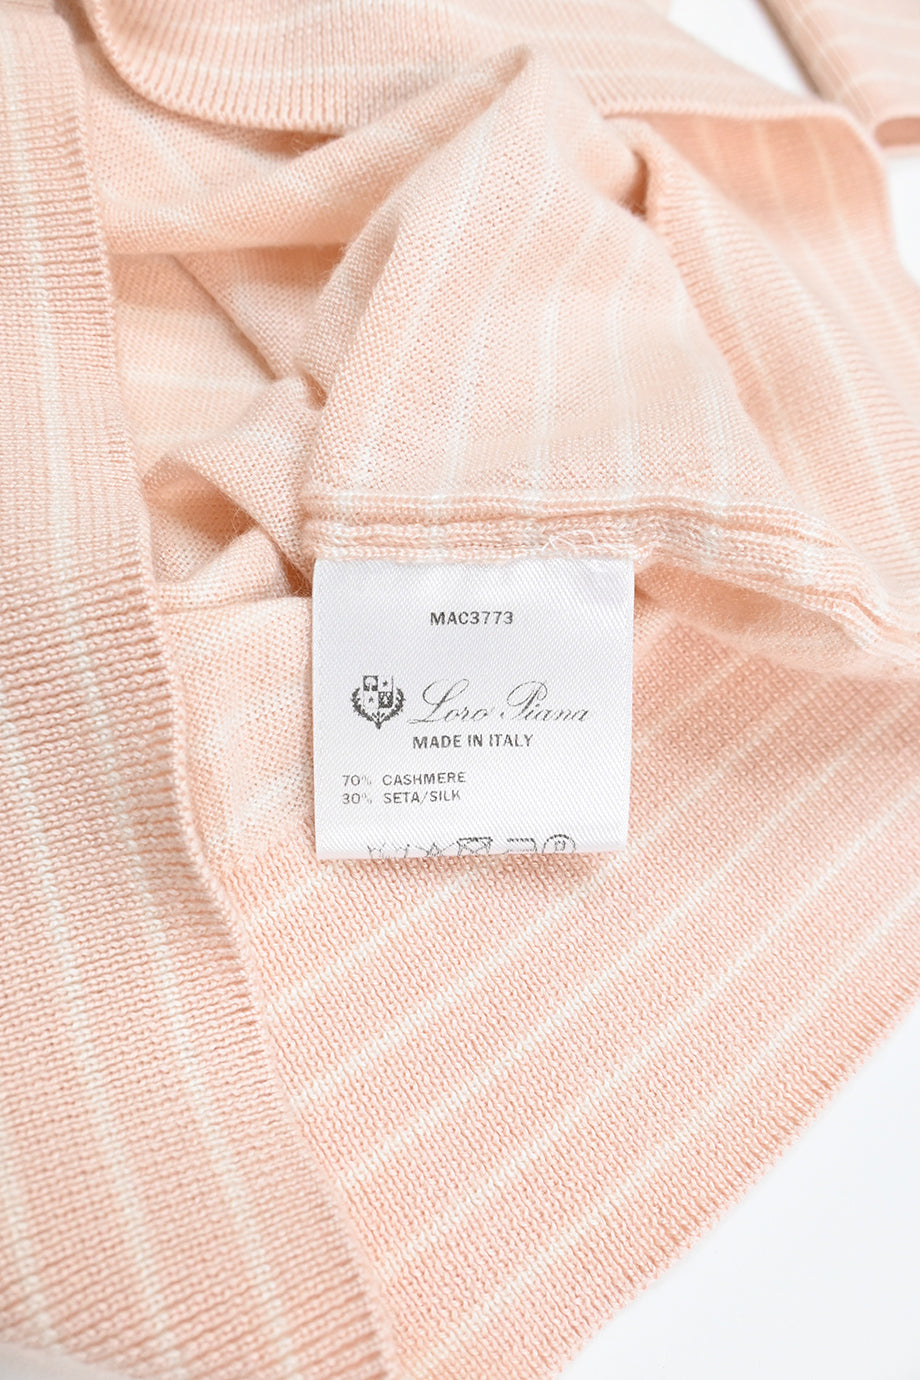 MAC3773
Loro Piana
MADE IN ITALY
70% CASHMERE
30% SETA/SILK